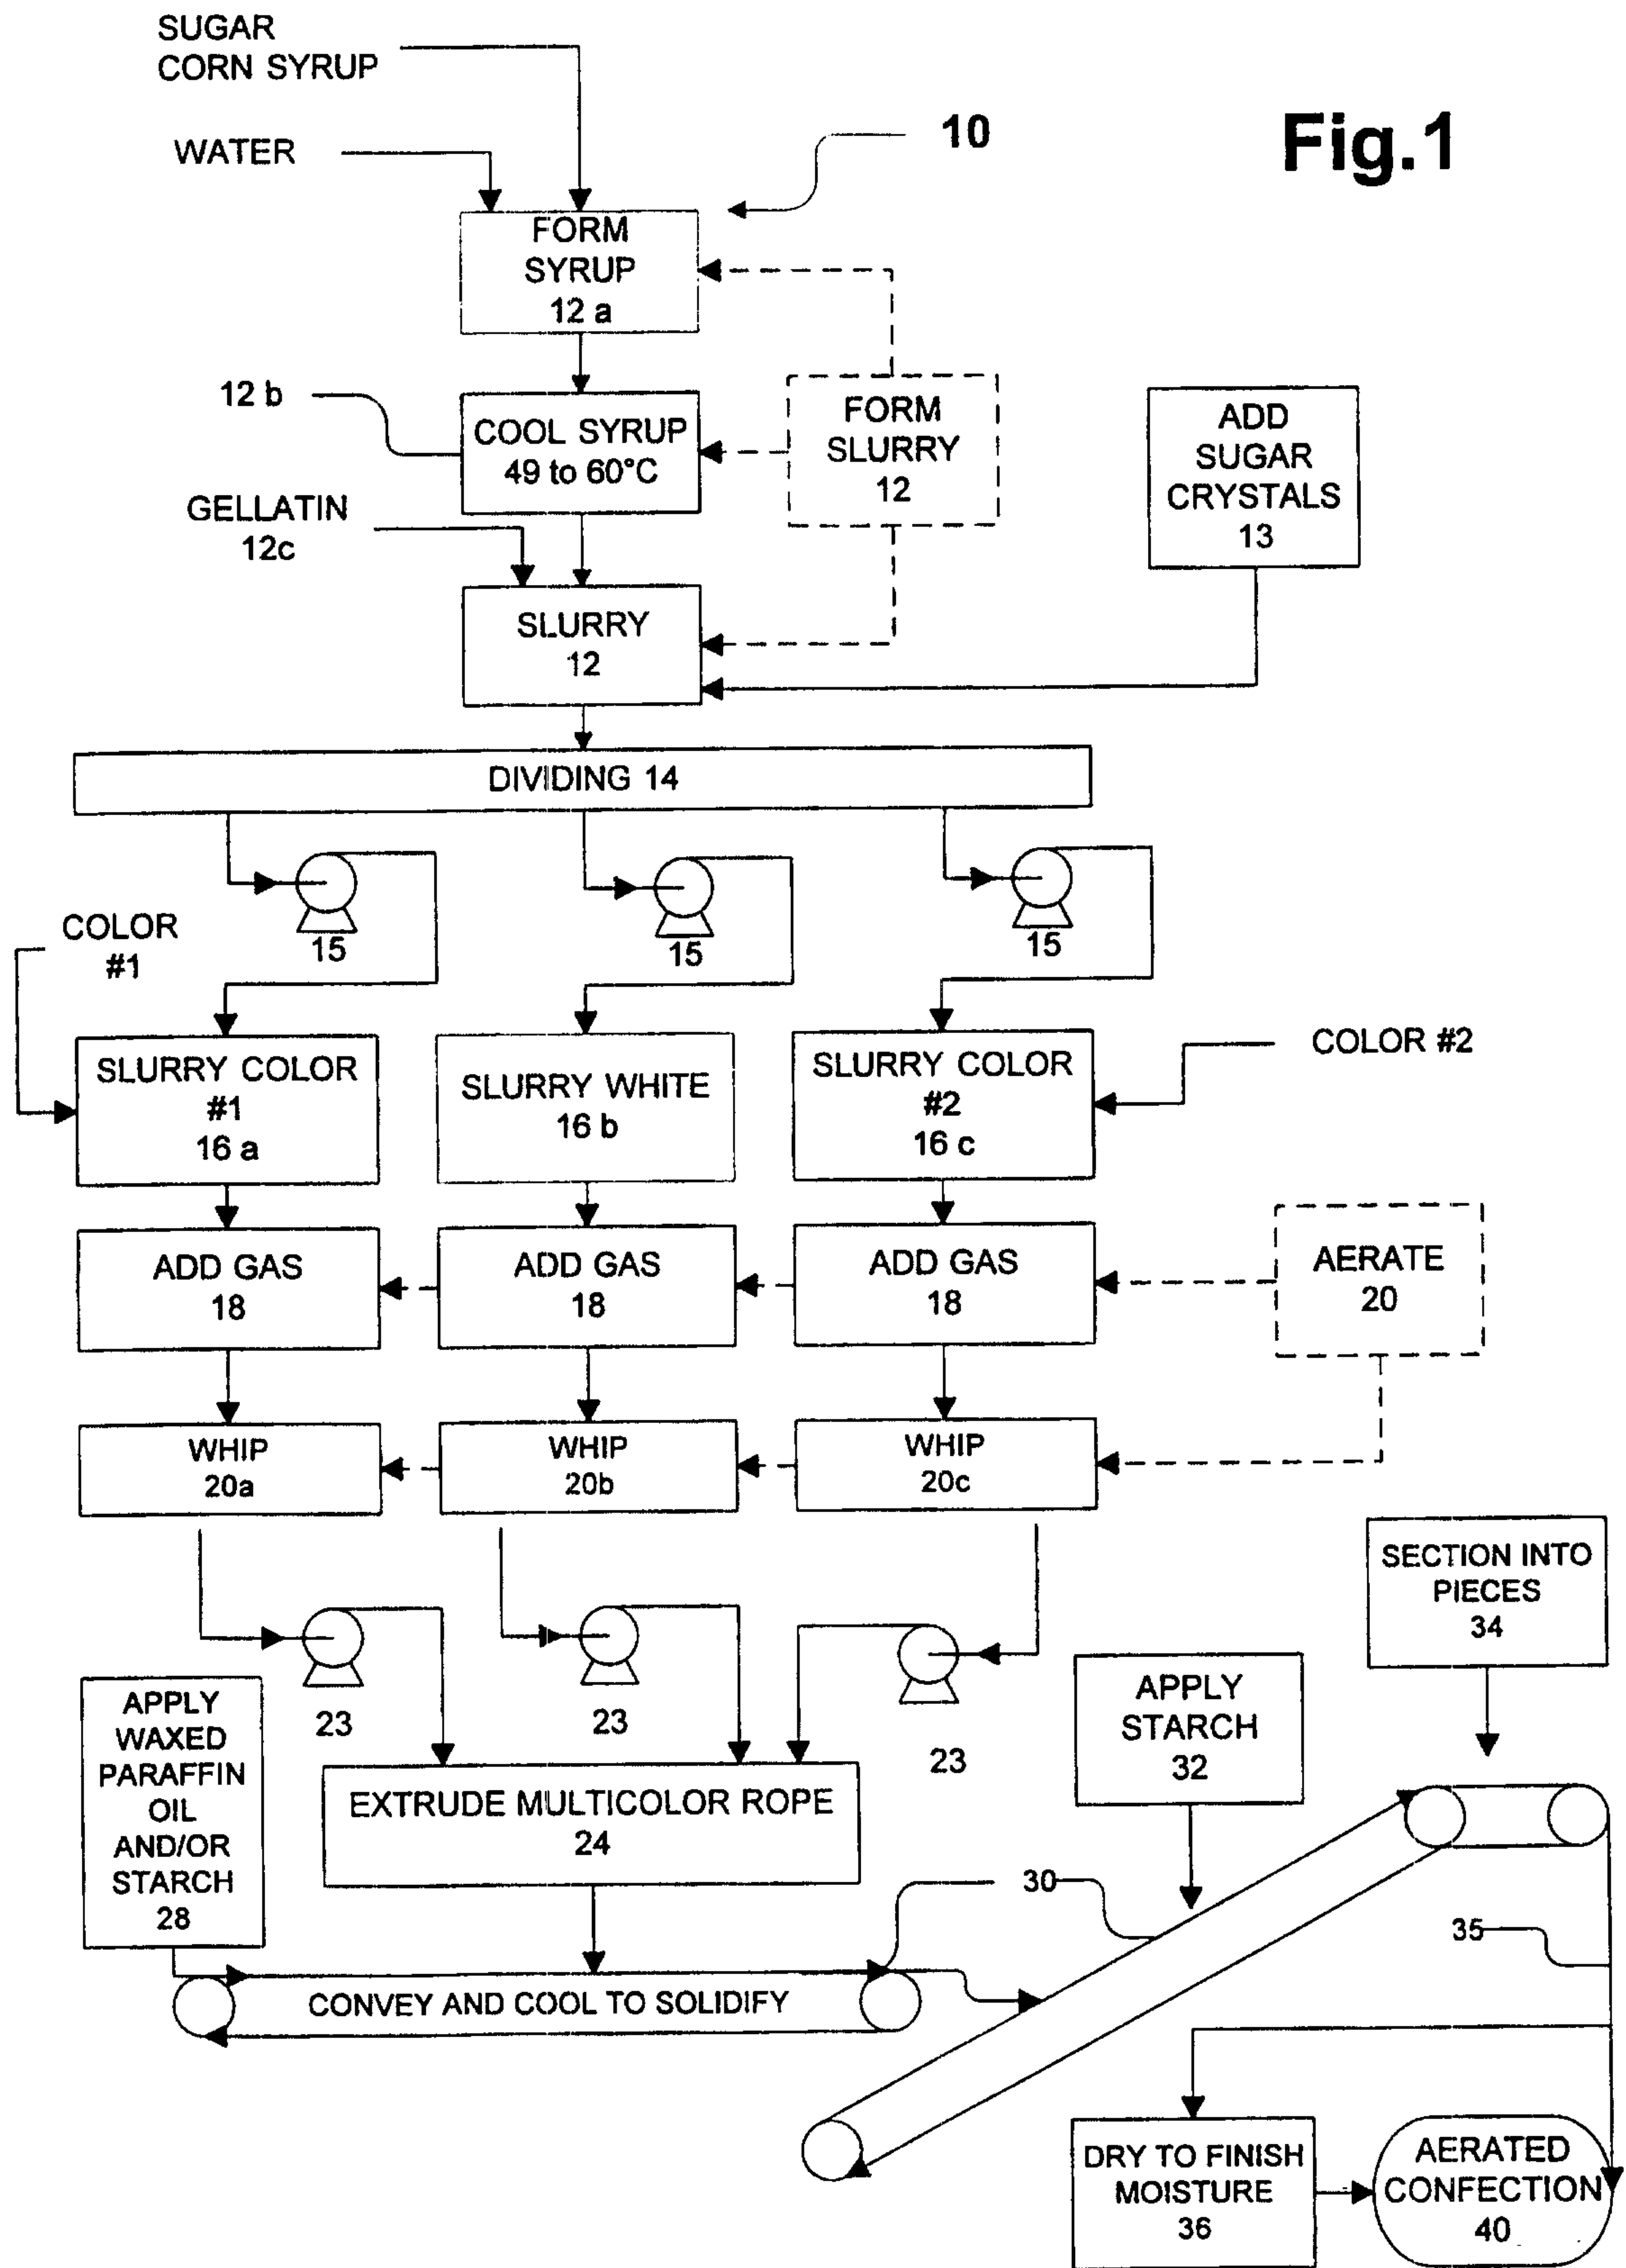 SUGAR
CORN SYRUP
WATER
10
Fig.1
FORM
SYRUP
12 a
12 b
COOL SYRUP
49 to 60°C
FORM
SLURRY
12
ADD
SUGAR
CRYSTALS
13
GELLATIN
12c
SLURRY
12
DIVIDING 14
15
15
15
COLOR
#1
SLURRY COLOR
#1
16 a
SLURRY WHITE
16 b
SLURRY COLOR
#2
16 c
COLOR #2
ADD GAS
18
ADD GAS
18
ADD GAS
18
AERATE
20
WHIP
20a
WHIP
20b
WHIP
20c
SECTION INTO
PIECES
34
23
23
23
APPLY
WAXED
PARAFFIN
OIL
AND/OR
STARCH
28
EXTRUDE MULTICOLOR ROPE
24
APPLY
STARCH
32
30
35
CONVEY AND COOL TO SOLIDIFY
DRY TO FINISH
MOISTURE
36
AERATED
CONFECTION
40